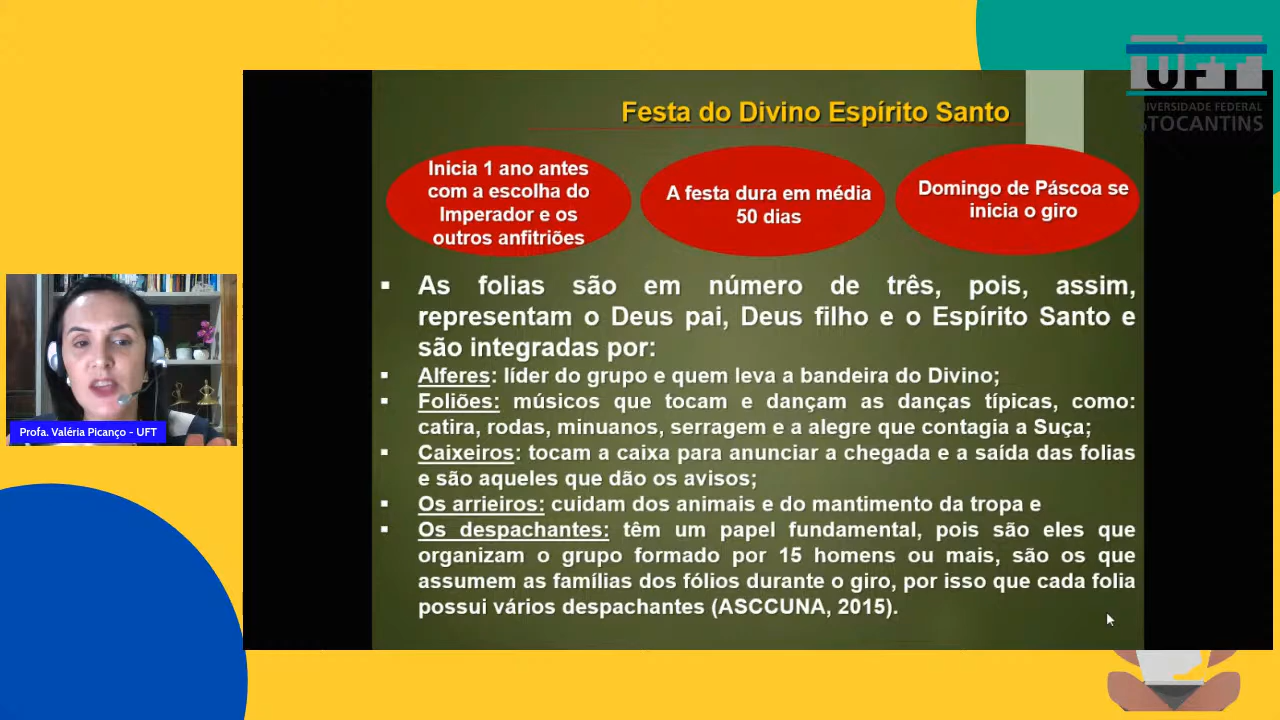 UFT
UNIVERSIDADE FEDERAL
TOCANTINS
Festa do Divino Espírito Santo
Inicia 1 ano antes
com a escolha do
Imperador e os
outros anfitriões
A festa dura em média
50 dias
Domingo de Páscoa se
inicia o giro
▪ As folias são em número de três, pois, assim,
representam o Deus pai, Deus filho e o Espírito Santo e
são integradas por:
▪ Alferes: líder do grupo e quem leva a bandeira do Divino;
▪ Foliões: músicos que tocam e dançam as danças típicas, como:
catira, rodas, minuanos, serragem e a alegre que contagia a Suça;
▪ Caixeiros: tocam a caixa para anunciar a chegada e a saída das folias
e são aqueles que dão os avisos;
▪ Os arrieiros: cuidam dos animais e do mantimento da tropa e
▪ Os despachantes: têm um papel fundamental, pois são eles que
organizam o grupo formado por 15 homens ou mais, são os que
assumem as famílias dos fólios durante o giro, por isso que cada folia
possui vários despachantes (ASCCUNA, 2015).
Profa. Valéria Picanço - UFT